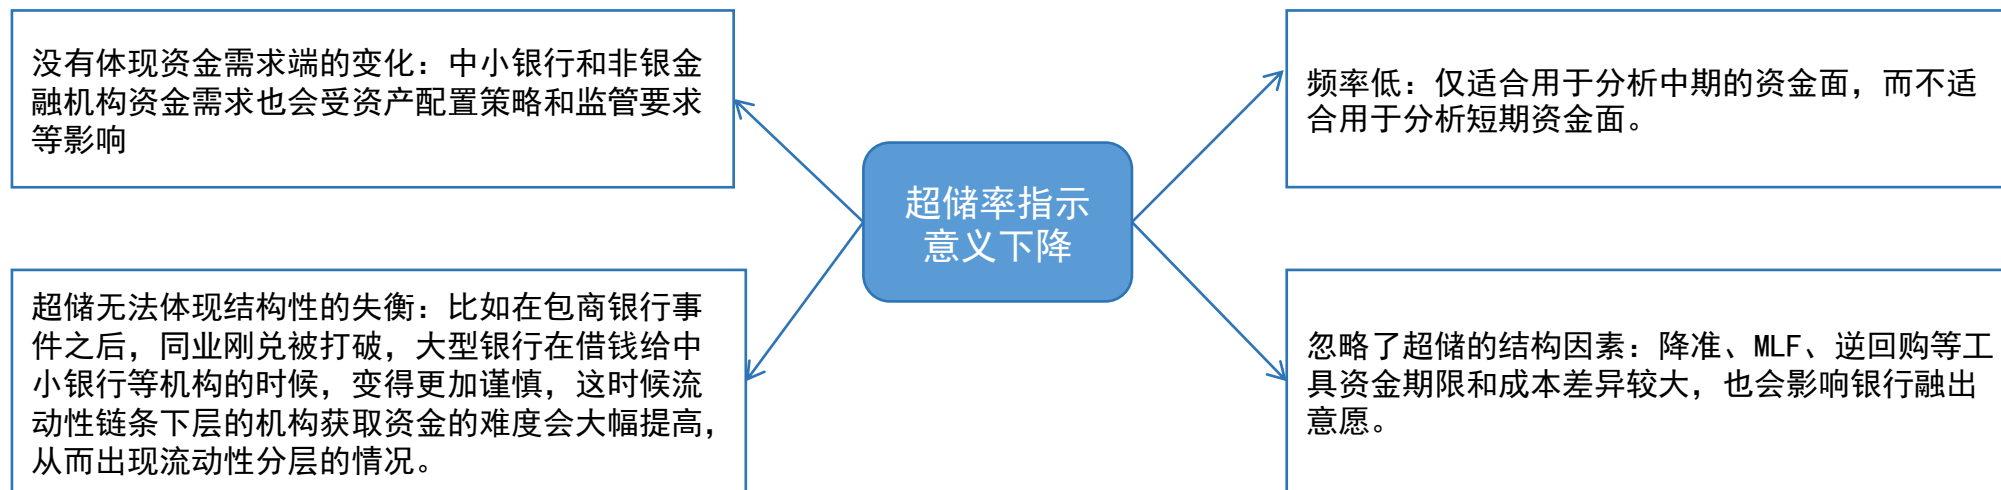 没有体现资金需求端的变化：中小银行和非银金
融机构资金需求也会受资产配置策略和监管要求
等影响
频率低：仅适合用于分析中期的资金面，而不适
合用于分析短期资金面。
超储率指示
意义下降
超储无法体现结构性的失衡：比如在包商银行事
件之后，同业刚兑被打破，大型银行在借钱给中
小银行等机构的时候，变得更加谨慎，这时候流
动性链条下层的机构获取资金的难度会大幅提高，
从而出现流动性分层的情况。
忽略了超储的结构因素：降准、MLF、逆回购等工
具资金期限和成本差异较大，也会影响银行融出
意愿。